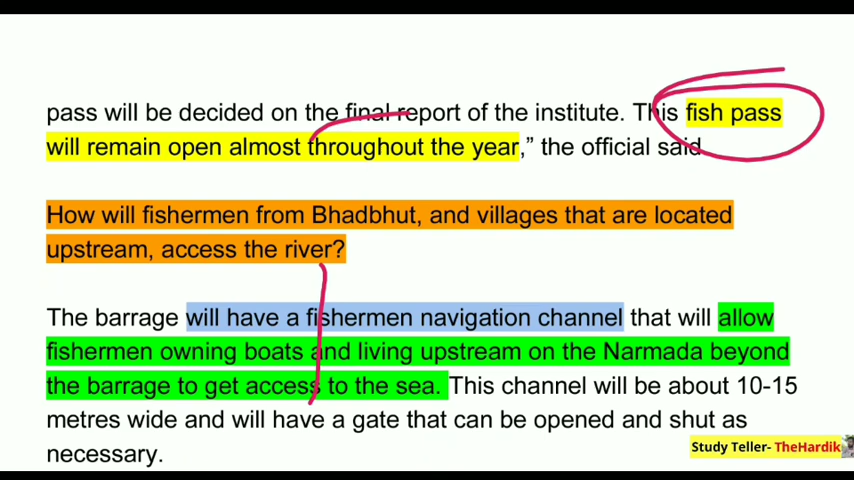 pass will be decided on the final report of the institute. This fish pass
will remain open almost throughout the year,” the official said.
How will fishermen from Bhadbhut, and villages that are located
upstream, access the river?
The barrage will have a fishermen navigation channel that will allow
fishermen owning boats and living upstream on the Narmada beyond
the barrage to get access to the sea. This channel will be about 10-15
metres wide and will have a gate that can be opened and shut as
necessary.
Study Teller- TheHardik